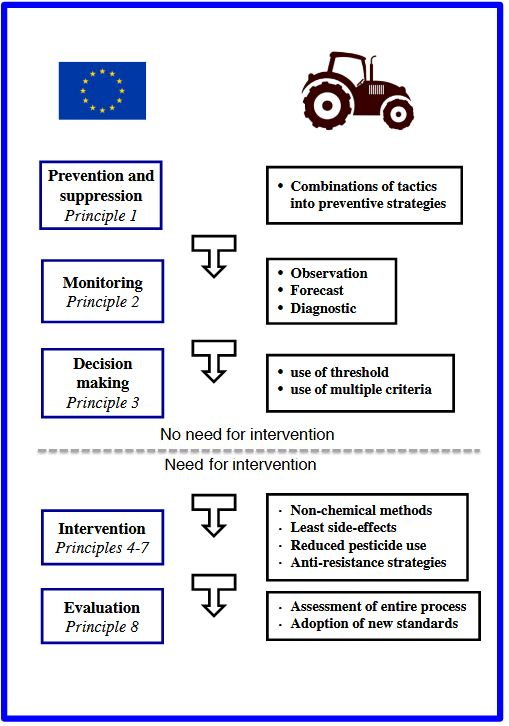 Prevention and
suppression
Principle 1
• Combinations of tactics
into preventive strategies
Monitoring
Principle 2
• Observation
• Forecast
• Diagnostic
Decision
making
Principle 3
• use of threshold
• use of multiple criteria
No need for intervention
Need for intervention
Intervention
Principles 4-7
· Non-chemical methods
· Least side-effects
· Reduced pesticide use
· Anti-resistance strategies
Evaluation
Principle 8
· Assessment of entire process
· Adoption of new standards